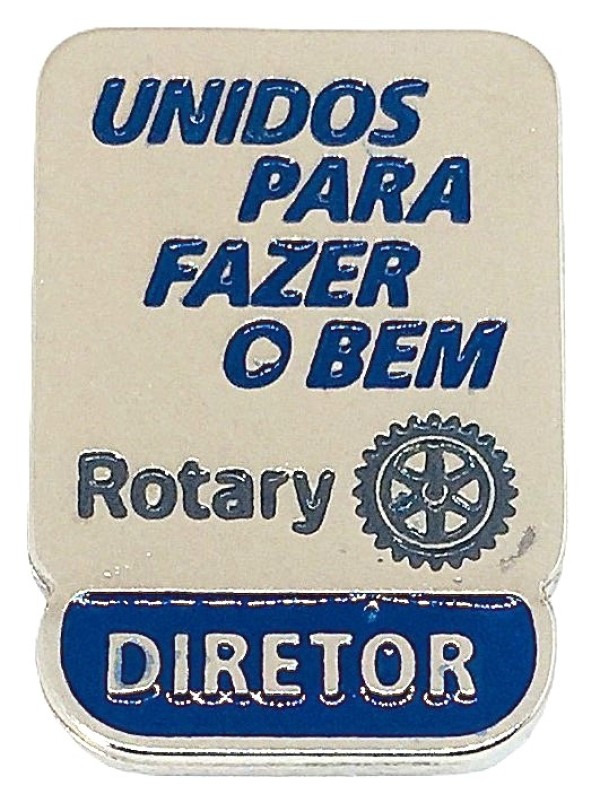 UNIDOS
PARA
FAZER
O BEM
Rotary
DIRETOR